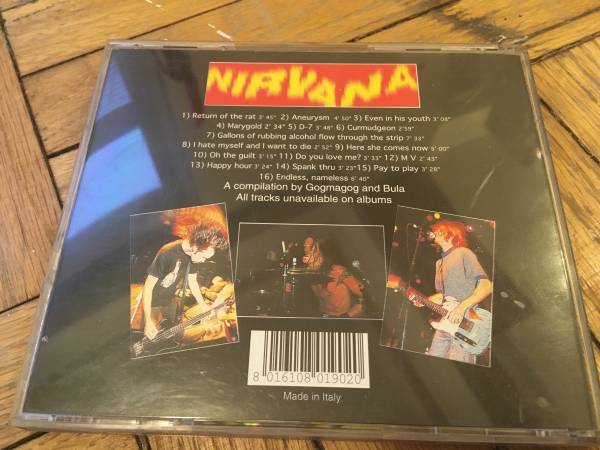 NIRVANA
1) Return of the rat 3' 45" 2) Aneurysm 4' 50" 3) Even in his youth 3' 08"
4) Marygold 2' 34" 5) D-7 3' 48" 6) Curmudgeon 2'59"
7) Gallons of rubbing alcohol flow through the strip 7' 33"
8) I hate myself and I want to die 2' 52" 9) Here she comes now 5' 00"
10) Oh the guilt 3' 15" 11) Do you love me? 3' 33" 12) M V 2' 43"
13) Happy hour 3' 24" 14) Spank thru 3' 23" 15) Pay to play 3' 28"
16) Endless, nameless 6' 40"
A compilation by Gogmagog and Bula
All tracks unavailable on albums
8 016108 019020
Made in Italy